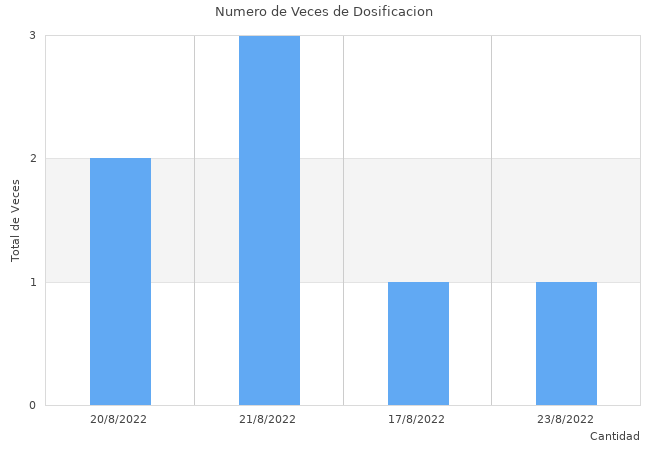 Numero de Veces de Dosificacion
3
2
1
0
Total de Veces
20/8/2022
21/8/2022
17/8/2022
23/8/2022
Cantidad